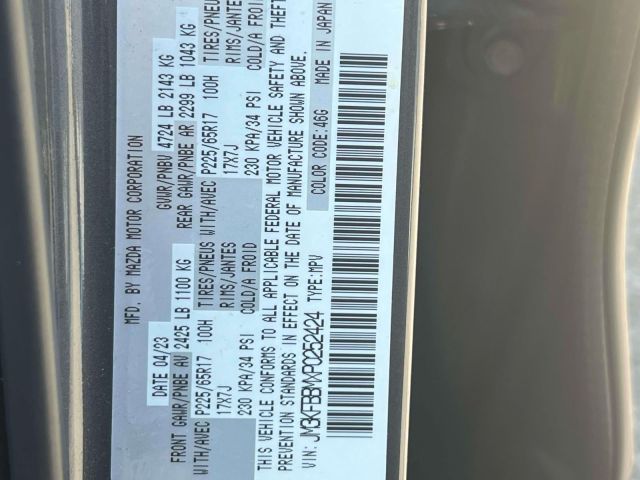 MFD. BY MAZDA MOTOR CORPORATION
DATE 04/23 GVWR/PNBV 4724 LB 2143 KG
FRONT GAWR/PNBE AV 2425 LB 1100 KG REAR GAWR/PNBE AR 2299 LB 1043 KG
WITH/AVEC P225/65R17 100H TIRES/PNEUS WITH/AVEC P225/65R17 100H TIRES/PNEU
17X7J RIMS/JANTES 17X7J RIMS/JANTES
230 KPA/34 PSI COLD/A FROID 230 KPA/34 PSI COLD/A FROI
THIS VEHICLE CONFORMS TO ALL APPLICABLE FEDERAL MOTOR VEHICLE SAFETY AND THEFT
PREVENTION STANDARDS IN EFFECT ON THE DATE OF MANUFACTURE SHOWN ABOVE.
VIN: JM3KFBBMXP0252424 TYPE:MPV COLOR CODE:46G MADE IN JAPAN